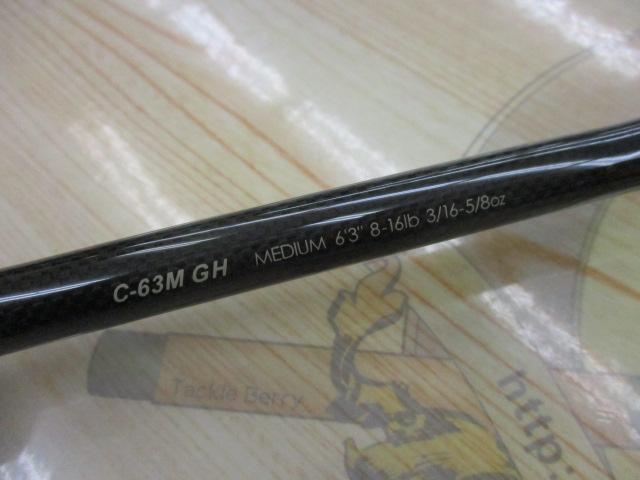 C-63M GH MEDIUM 6'3" 8-16lb 3/16-5/8oz
Tackle Berry
http: